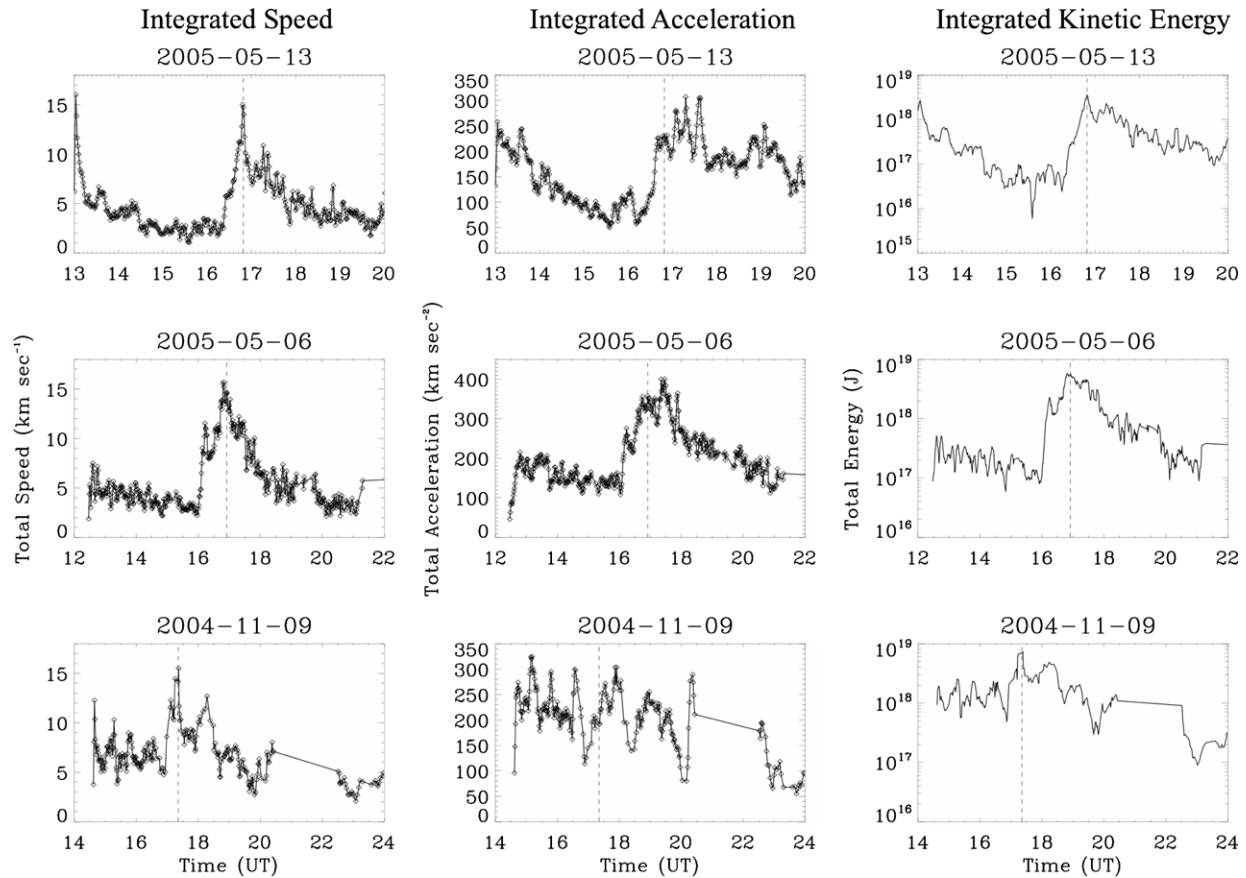 Integrated Speed Integrated Acceleration Integrated Kinetic Energy
2005-05-13 2005-05-13 2005-05-13
15
10
5
0
13 14 15 16 17 18 19 20
350
300
250
200
150
100
50
0
13 14 15 16 17 18 19 20
10¹⁹
10¹⁸
10¹⁷
10¹⁶
10¹⁵
13 14 15 16 17 18 19 20
Total Speed (km sec⁻¹)
Total Acceleration (km sec⁻²)
Total Energy (J)
2005-05-06 2005-05-06 2005-05-06
15
10
5
0
12 14 16 18 20 22
400
300
200
100
0
12 14 16 18 20 22
10¹⁹
10¹⁸
10¹⁷
10¹⁶
12 14 16 18 20 22
2004-11-09 2004-11-09 2004-11-09
15
10
5
0
14 16 18 20 22 24
350
300
250
200
150
100
50
0
14 16 18 20 22 24
10¹⁹
10¹⁸
10¹⁷
10¹⁶
14 16 18 20 22 24
Time (UT) Time (UT) Time (UT)